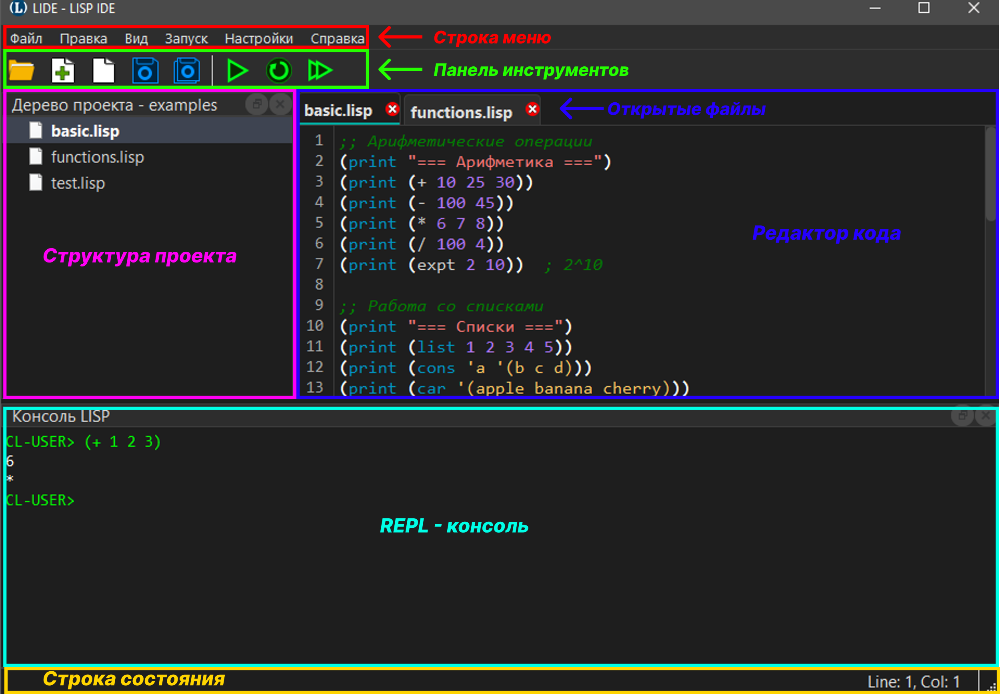 (L) LIDE - LISP IDE
Файл Правка Вид Запуск Настройки Справка
Строка меню
Панель инструментов
Дерево проекта - examples
basic.lisp
functions.lisp
test.lisp
Структура проекта
basic.lisp functions.lisp
Открытые файлы
1 ;; Арифметические операции
2 (print "=== Арифметика ===")
3 (print (+ 10 25 30))
4 (print (- 100 45))
5 (print (* 6 7 8))
6 (print (/ 100 4))
7 (print (expt 2 10)) ; 2^10
8
9 ;; Работа со списками
10 (print "=== Списки ===")
11 (print (list 1 2 3 4 5))
12 (print (cons 'a '(b c d)))
13 (print (car '(apple banana cherry)))
Редактор кода
Консоль LISP
CL-USER> (+ 1 2 3)
6
*
CL-USER>
REPL - консоль
Строка состояния
Line: 1, Col: 1